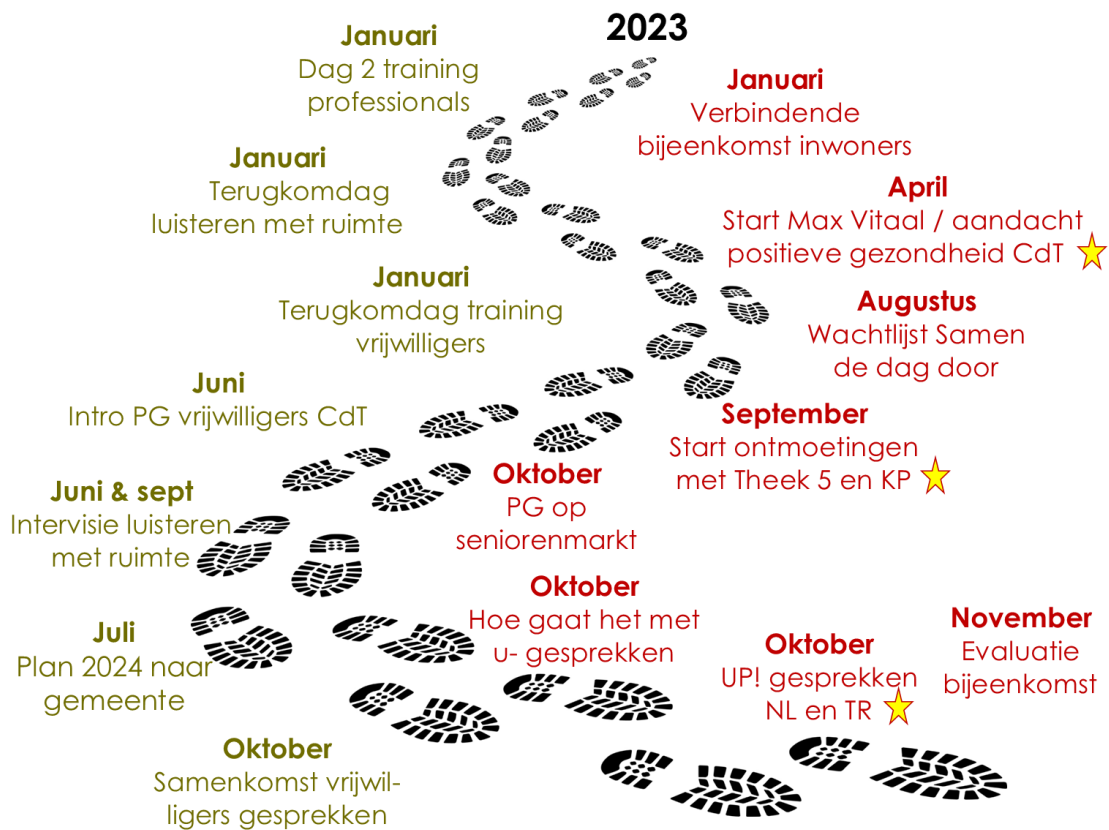 2023
Januari
Dag 2 training
professionals
Januari
Verbindende
bijeenkomst inwoners
Januari
Terugkomdag
luisteren met ruimte
April
Start Max Vitaal / aandacht
positieve gezondheid CdT
Januari
Terugkomdag training
vrijwilligers
Augustus
Wachtlijst Samen
de dag door
Juni
Intro PG vrijwilligers CdT
September
Start ontmoetingen
met Theek 5 en KP
Juni & sept
Intervisie luisteren
met ruimte
Oktober
PG op
seniorenmarkt
Oktober
Hoe gaat het met
u- gesprekken
Juli
Plan 2024 naar
gemeente
Oktober
UP! gesprekken
NL en TR
November
Evaluatie
bijeenkomst
Oktober
Samenkomst vrijwil-
ligers gesprekken